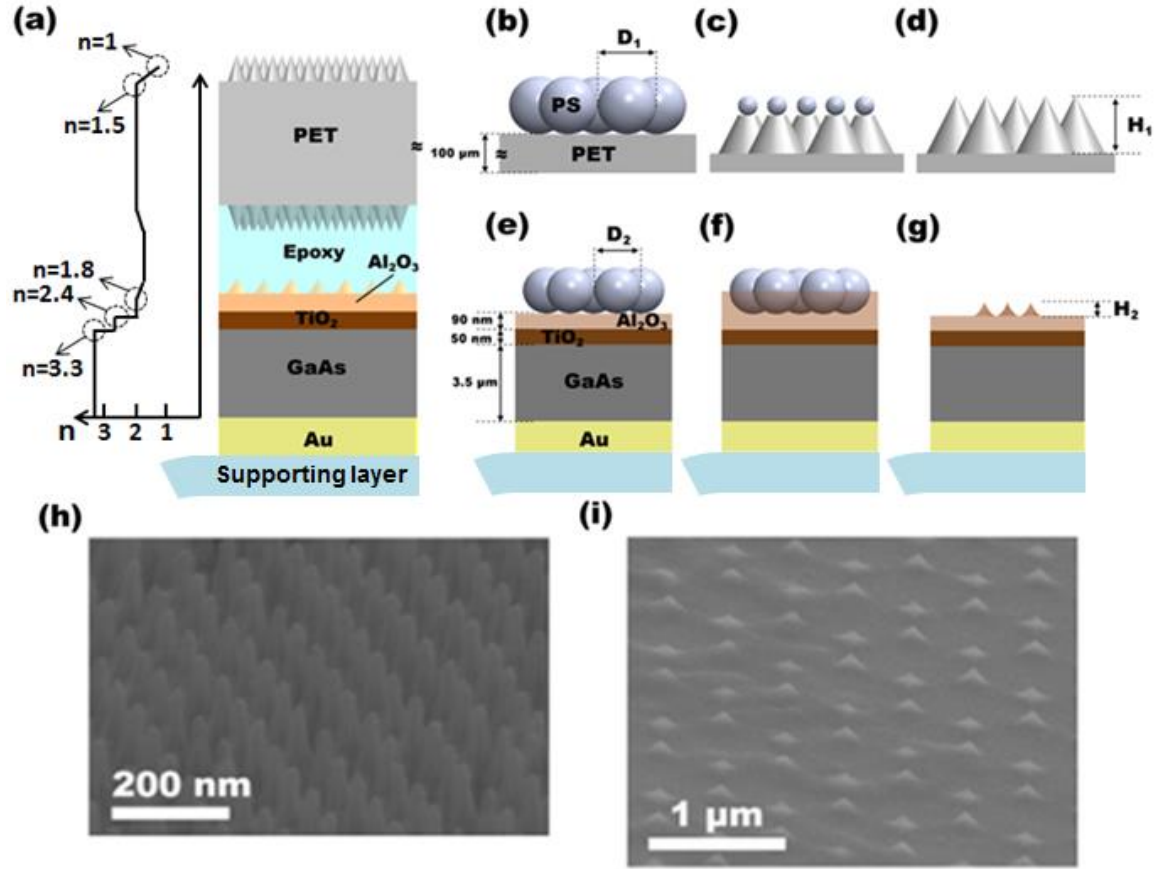 (a)
n=1
n=1.5
n=1.8
n=2.4
n=3.3
n 3 2 1
PET
Epoxy
Al₂O₃
TiO₂
GaAs
Au
Supporting layer
(b)
D₁
PS
≈ 100 μm ≈
PET
(c)
(d)
H₁
(e)
D₂
90 nm
Al₂O₃
50 nm
TiO₂
3.5 μm
GaAs
Au
(f)
(g)
H₂
(h)
200 nm
(i)
1 μm